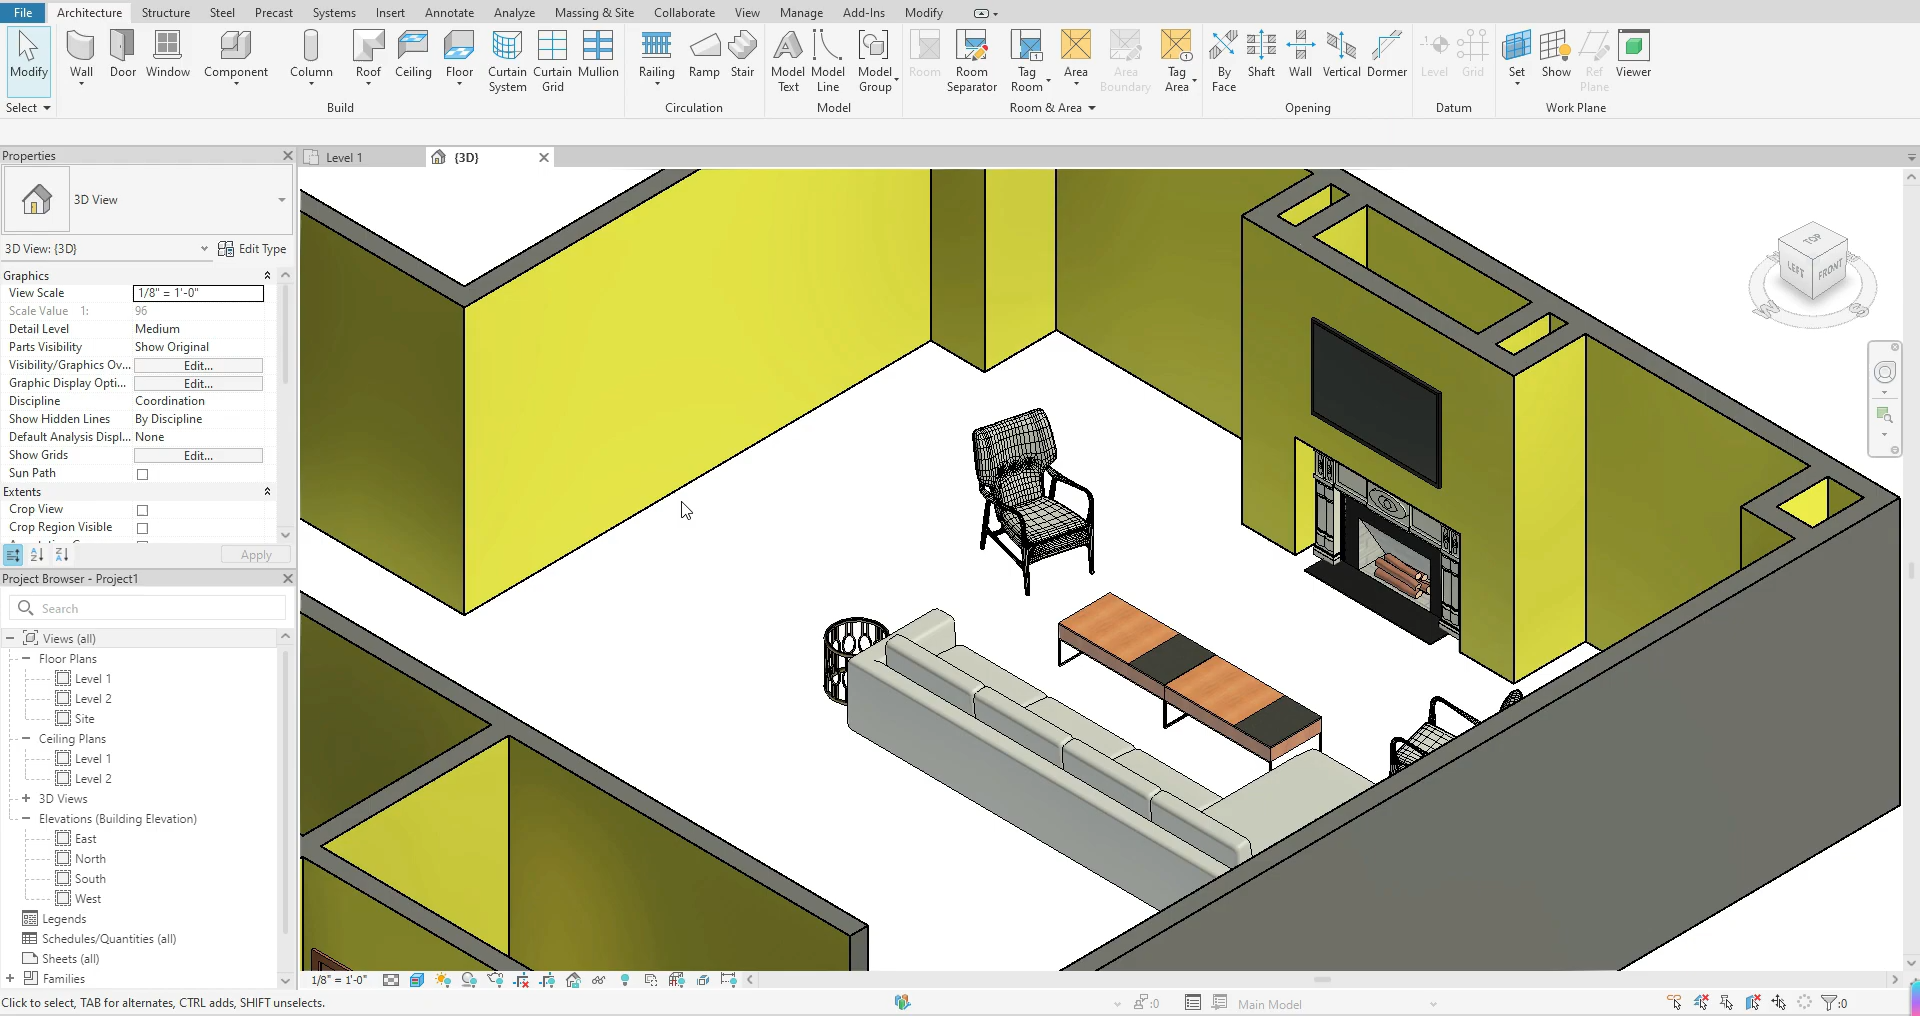 File Architecture Structure Steel Precast Systems Insert Annotate Analyze Massing & Site Collaborate View Manage Add-Ins Modify
Modify Wall Door Window Component Column Roof Ceiling Floor Curtain System Curtain Grid Mullion Railing Ramp Stair Model Text Model Line Model Group Room Room Separator Tag Room Area Area Boundary Tag Area By Face Shaft Wall Vertical Dormer Level Grid Set Show Ref Plane Viewer
Select Build Circulation Model Room & Area Opening Datum Work Plane
Properties
Level 1
{3D}
3D View
3D View: {3D}
Edit Type
Graphics
View Scale 1/8" = 1'-0"
Scale Value 1: 96
Detail Level Medium
Parts Visibility Show Original
Visibility/Graphics Ov... Edit...
Graphic Display Opti... Edit...
Discipline Coordination
Show Hidden Lines By Discipline
Default Analysis Displ... None
Show Grids Edit...
Sun Path
Extents
Crop View
Crop Region Visible
Apply
Project Browser - Project1
Search
Views (all)
Floor Plans
Level 1
Level 2
Site
Ceiling Plans
Level 1
Level 2
3D Views
Elevations (Building Elevation)
East
North
South
West
Legends
Schedules/Quantities (all)
Sheets (all)
Families
TOP
LEFT
FRONT
W
S
1/8" = 1'-0"
Click to select, TAB for alternates, CTRL adds, SHIFT unselects.
:0
Main Model
:0